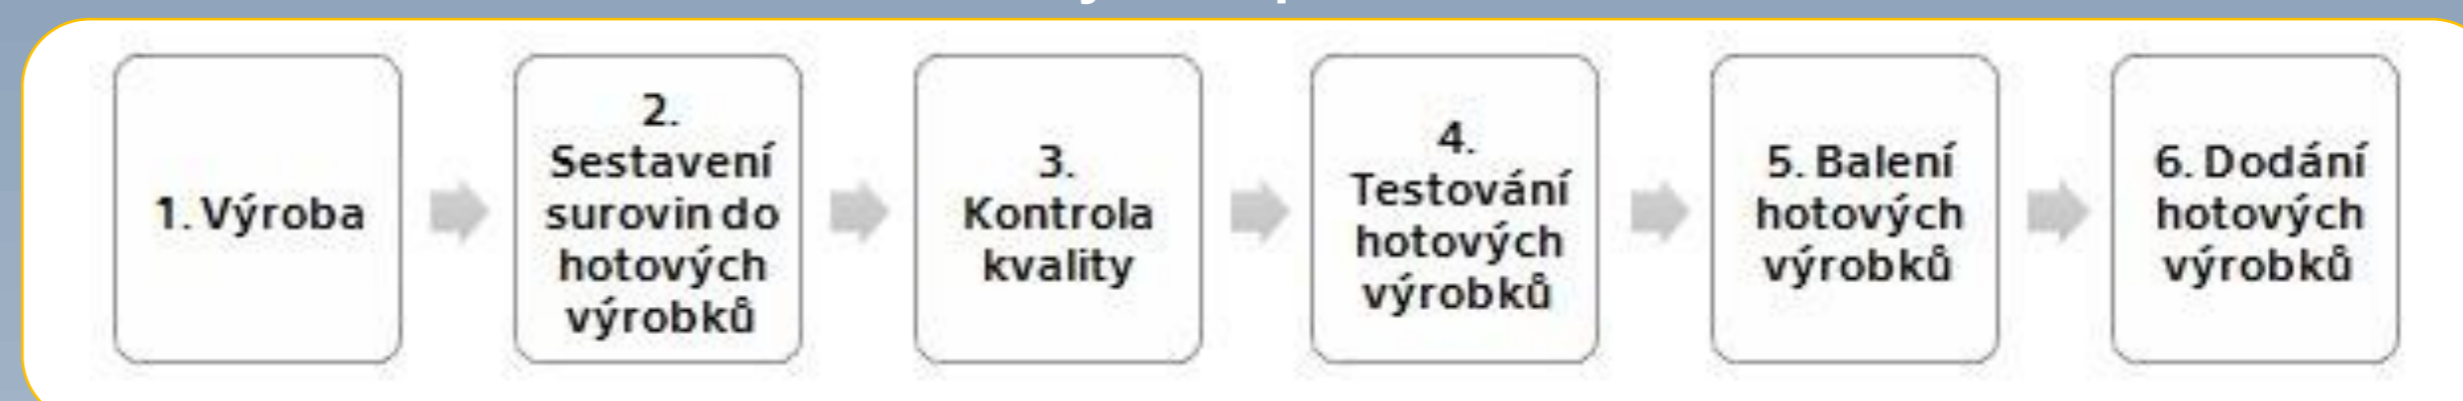 1. Výroba
2.
Sestavení
surovin do
hotových
výrobků
3.
Kontrola
kvality
4.
Testování
hotových
výrobků
5. Balení
hotových
výrobků
6. Dodání
hotových
výrobků